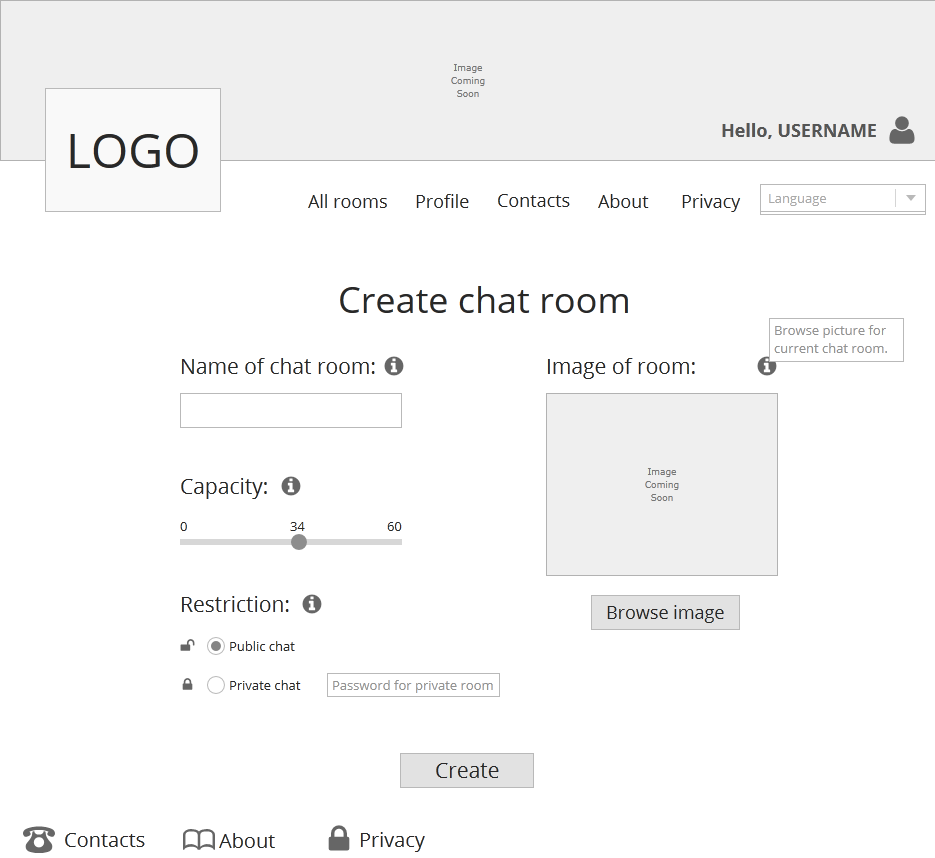 Image
Coming
Soon
Hello, USERNAME
LOGO
All rooms
Profile
Contacts
About
Privacy
Language
Create chat room
Browse picture for
current chat room.
Name of chat room:
Image of room:
Image
Coming
Soon
Capacity:
0
34
60
Restriction:
Browse image
Public chat
Private chat
Password for private room
Create
Contacts
About
Privacy